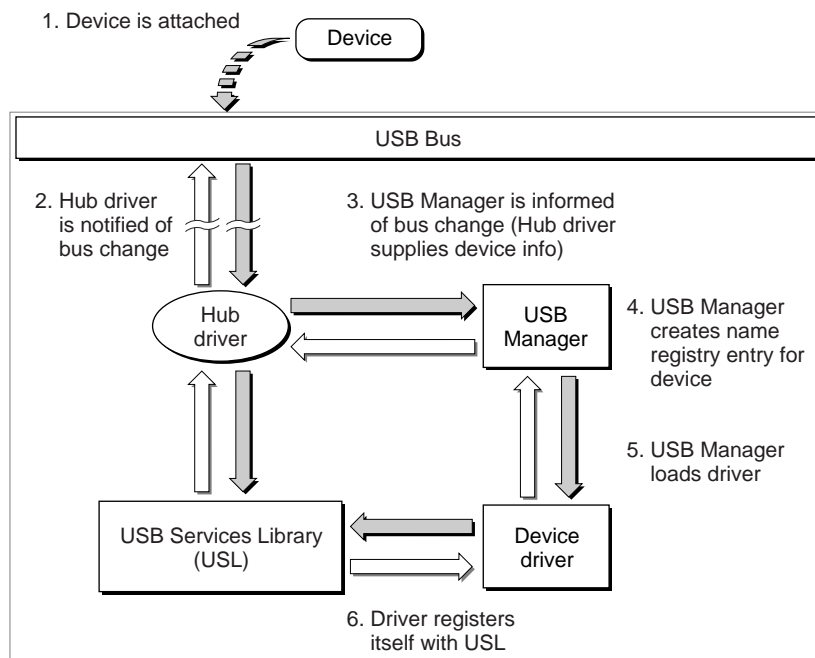 1. Device is attached
Device
USB Bus
2. Hub driver
is notified of
bus change
3. USB Manager is informed
of bus change (Hub driver
supplies device info)
Hub
driver
USB
Manager
4. USB Manager
creates name
registry entry for
device
5. USB Manager
loads driver
USB Services Library
(USL)
Device
driver
6. Driver registers
itself with USL